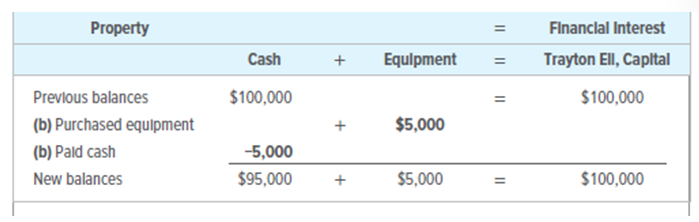 Property = Financial Interest
Cash + Equipment = Trayton Ell, Capital
Previous balances $100,000 = $100,000
(b) Purchased equipment + $5,000
(b) Paid cash -5,000
New balances $95,000 + $5,000 = $100,000